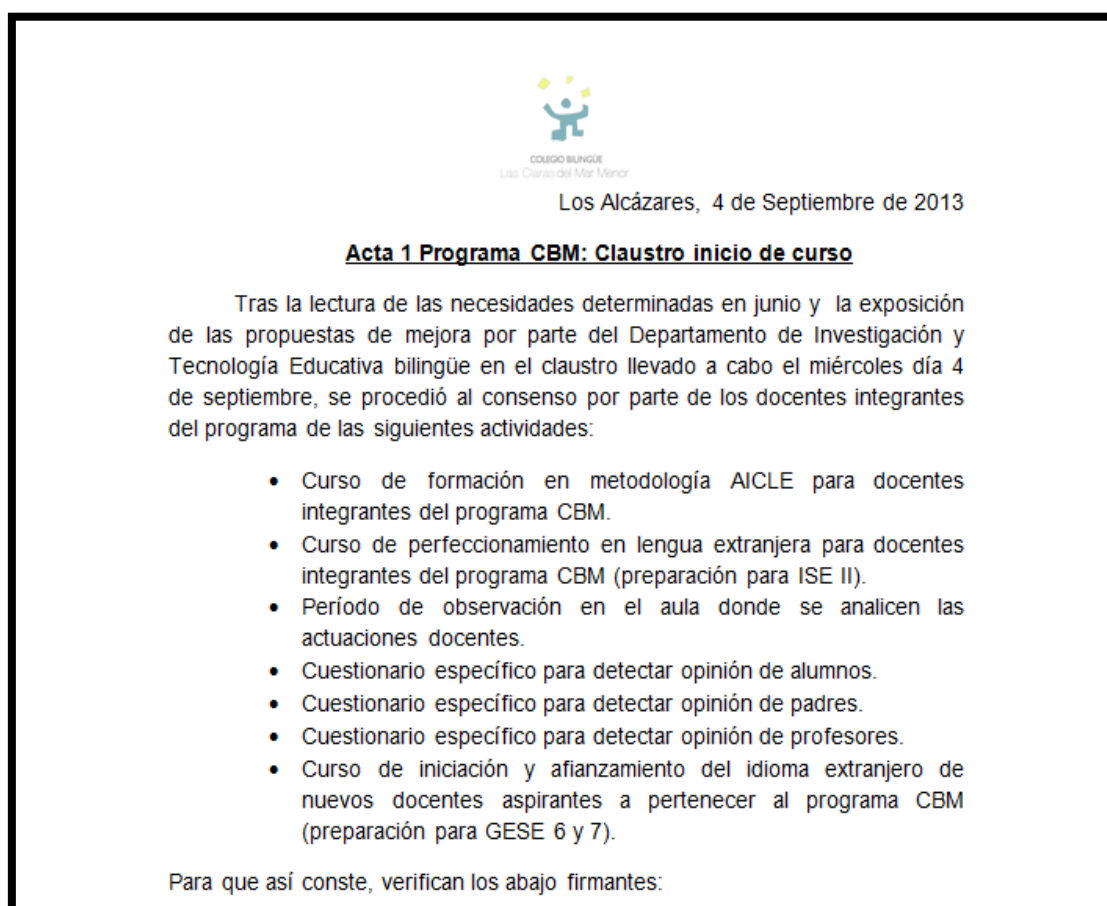 COLEGIO BILINGÜE
Las Claras del Mar Menor
Los Alcázares, 4 de Septiembre de 2013
Acta 1 Programa CBM: Claustro inicio de curso
Tras la lectura de las necesidades determinadas en junio y la exposición
de las propuestas de mejora por parte del Departamento de Investigación y
Tecnología Educativa bilingüe en el claustro llevado a cabo el miércoles día 4
de septiembre, se procedió al consenso por parte de los docentes integrantes
del programa de las siguientes actividades:
• Curso de formación en metodología AICLE para docentes
integrantes del programa CBM.
• Curso de perfeccionamiento en lengua extranjera para docentes
integrantes del programa CBM (preparación para ISE II).
• Período de observación en el aula donde se analicen las
actuaciones docentes.
• Cuestionario específico para detectar opinión de alumnos.
• Cuestionario específico para detectar opinión de padres.
• Cuestionario específico para detectar opinión de profesores.
• Curso de iniciación y afianzamiento del idioma extranjero de
nuevos docentes aspirantes a pertenecer al programa CBM
(preparación para GESE 6 y 7).
Para que así conste, verifican los abajo firmantes: